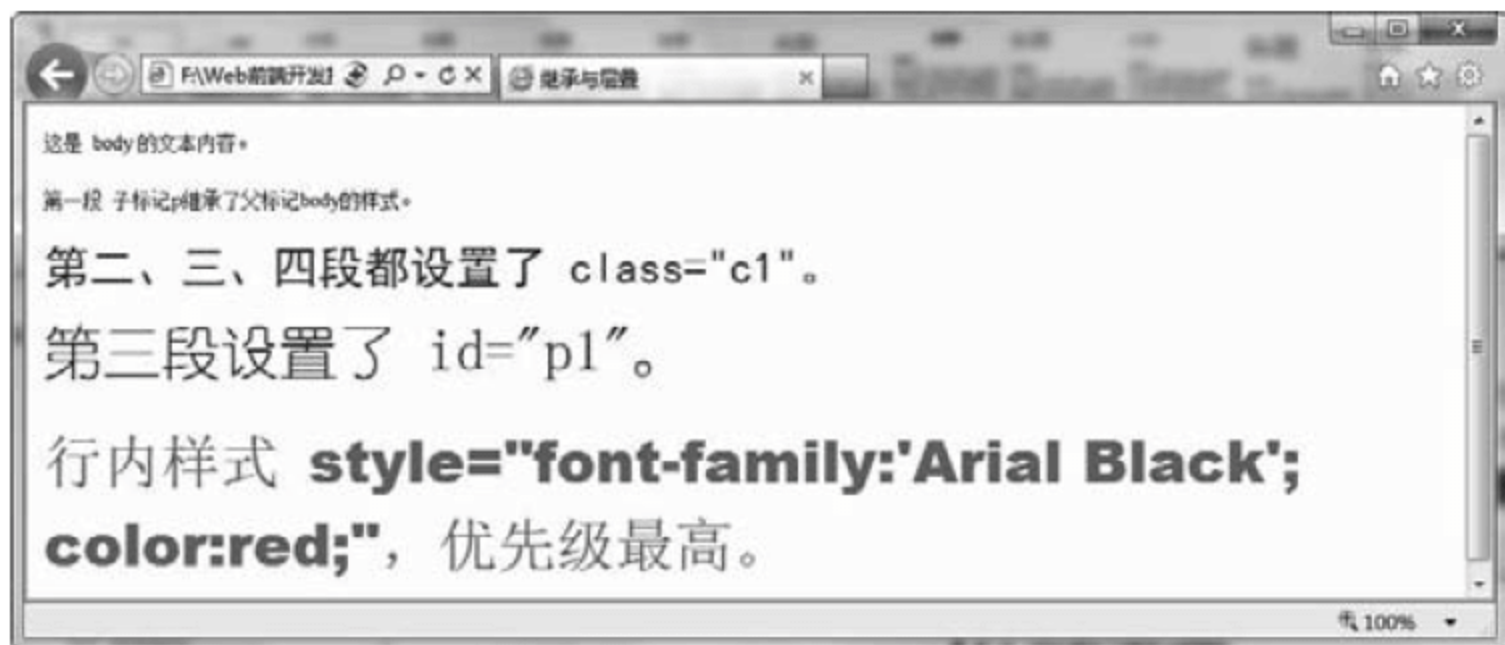 F:\Web前端开发
继承与层叠
这是 body 的文本内容。
第一段 子标记p继承了父标记body的样式。
第二、三、四段都设置了 class="c1"。
第三段设置了 id="p1"。
行内样式 style="font-family:'Arial Black';
color:red;"，优先级最高。
100%